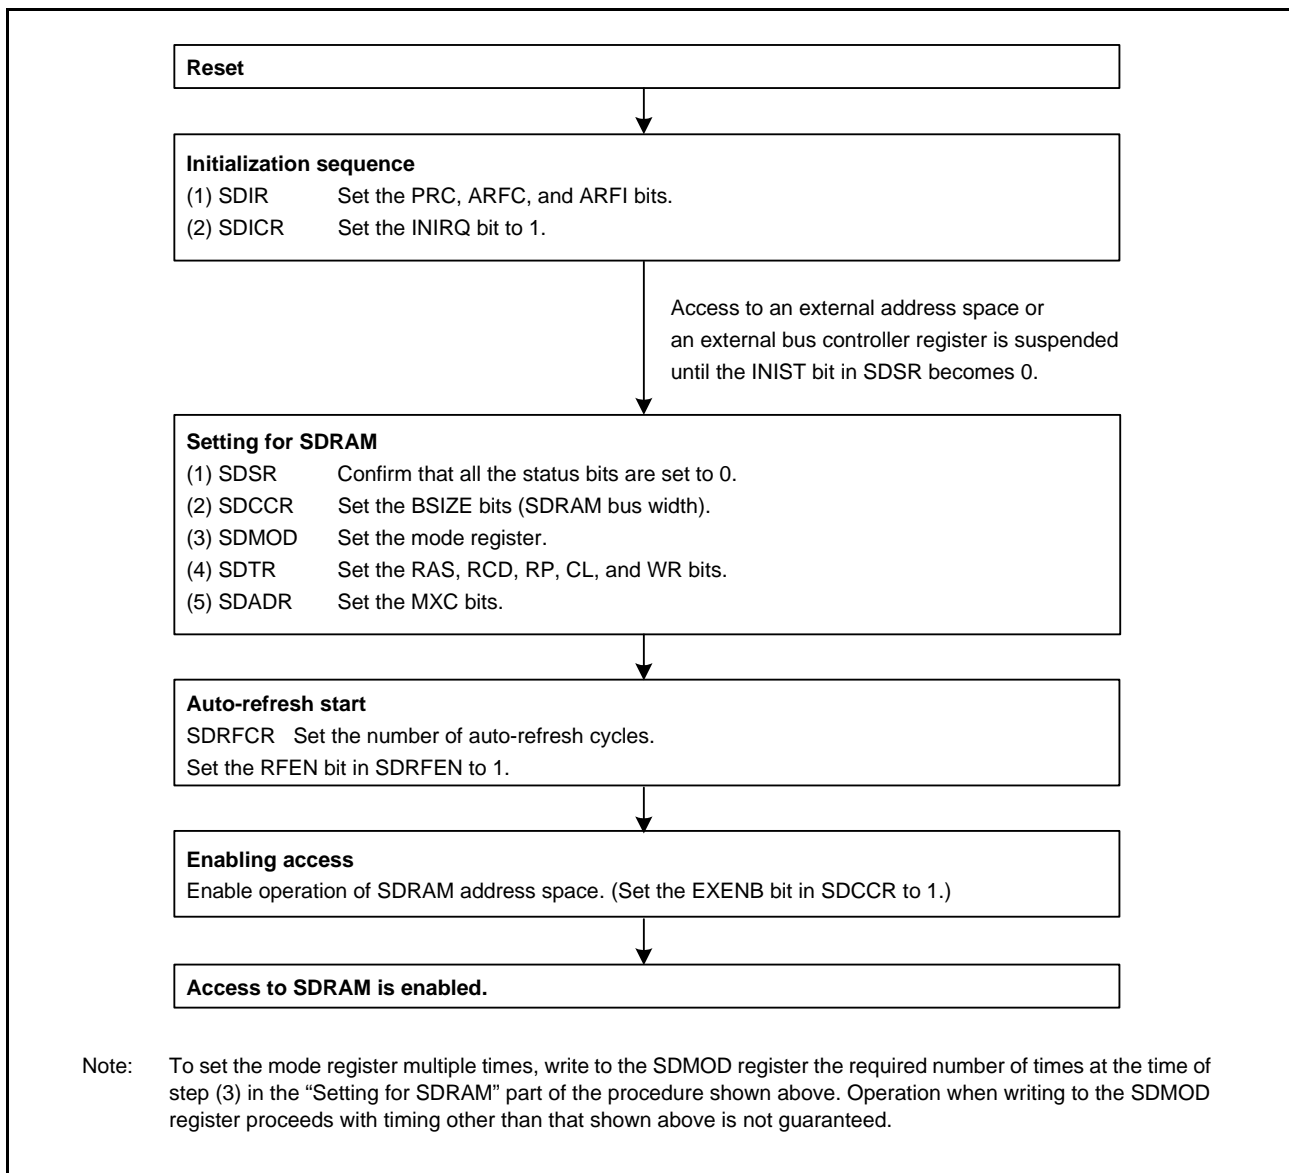 Reset
Initialization sequence
(1) SDIR Set the PRC, ARFC, and ARFI bits.
(2) SDICR Set the INIRQ bit to 1.
Access to an external address space or
an external bus controller register is suspended
until the INIST bit in SDSR becomes 0.
Setting for SDRAM
(1) SDSR Confirm that all the status bits are set to 0.
(2) SDCCR Set the BSIZE bits (SDRAM bus width).
(3) SDMOD Set the mode register.
(4) SDTR Set the RAS, RCD, RP, CL, and WR bits.
(5) SDADR Set the MXC bits.
Auto-refresh start
SDRFCR Set the number of auto-refresh cycles.
Set the RFEN bit in SDRFEN to 1.
Enabling access
Enable operation of SDRAM address space. (Set the EXENB bit in SDCCR to 1.)
Access to SDRAM is enabled.
Note: To set the mode register multiple times, write to the SDMOD register the required number of times at the time of
step (3) in the “Setting for SDRAM” part of the procedure shown above. Operation when writing to the SDMOD
register proceeds with timing other than that shown above is not guaranteed.